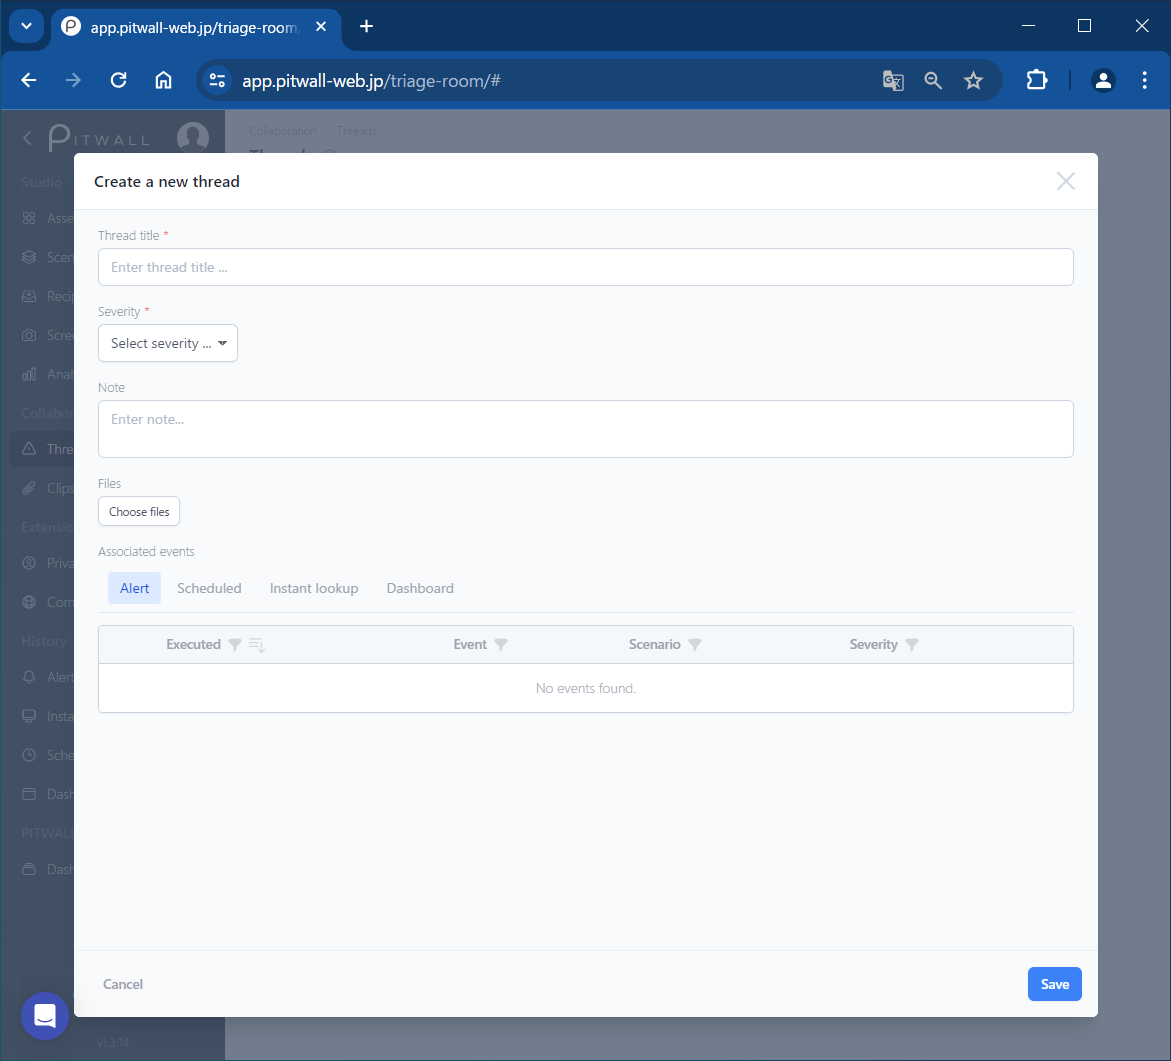 app.pitwall-web.jp/triage-room
app.pitwall-web.jp/triage-room/#
PITWALL
Collaboration
Threads
Studio
Create a new thread
Thread title *
Enter thread title ...
Severity *
Select severity ...
Note
Enter note...
Files
Choose files
Associated events
Alert Scheduled Instant lookup Dashboard
Executed Event Scenario Severity
No events found.
Cancel
Save
Asse
Scen
Recip
Scre
Anal
Collabor
Thre
Clips
Extensio
Priva
Com
History
Alert
Insta
Sche
Dash
PITWALL
Dash
v1.3.14